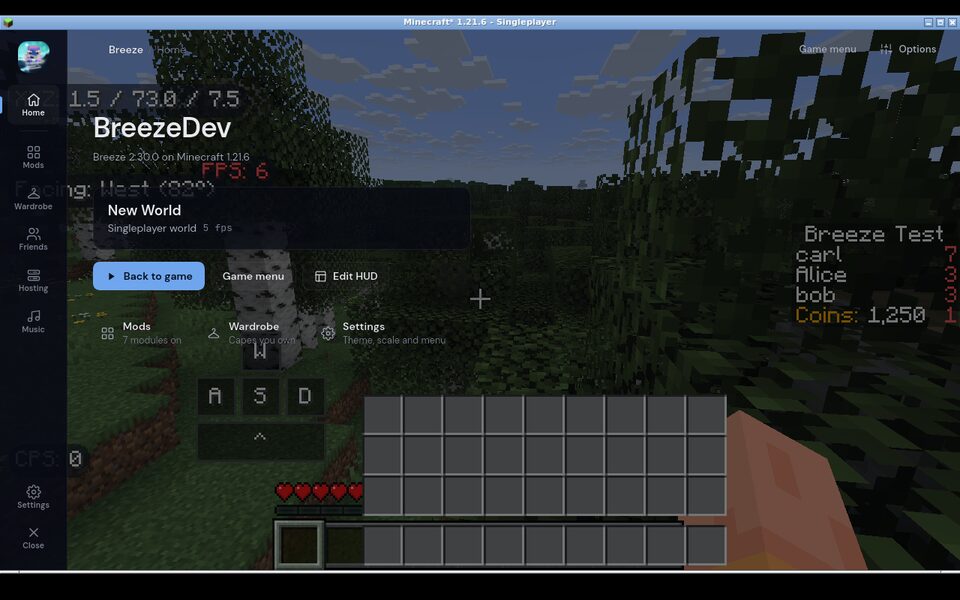 Minecraft* 1.21.6 - Singleplayer
Breeze Home
Game menu Options
1.5 / 73.0 / 7.5
Home
BreezeDev
Breeze 2.30.0 on Minecraft 1.21.6
FPS: 6
Mods
Facing: West (82°)
Wardrobe
New World
Singleplayer world 5 fps
Friends
Breeze Test
carl 7
Alice 3
bob 3
Coins: 1,250 1
Back to game Game menu Edit HUD
Hosting
Music
Mods
7 modules on
Wardrobe
Capes you own
Settings
Theme, scale and menu
W
A S D
^
CPS: 0
Settings
Close